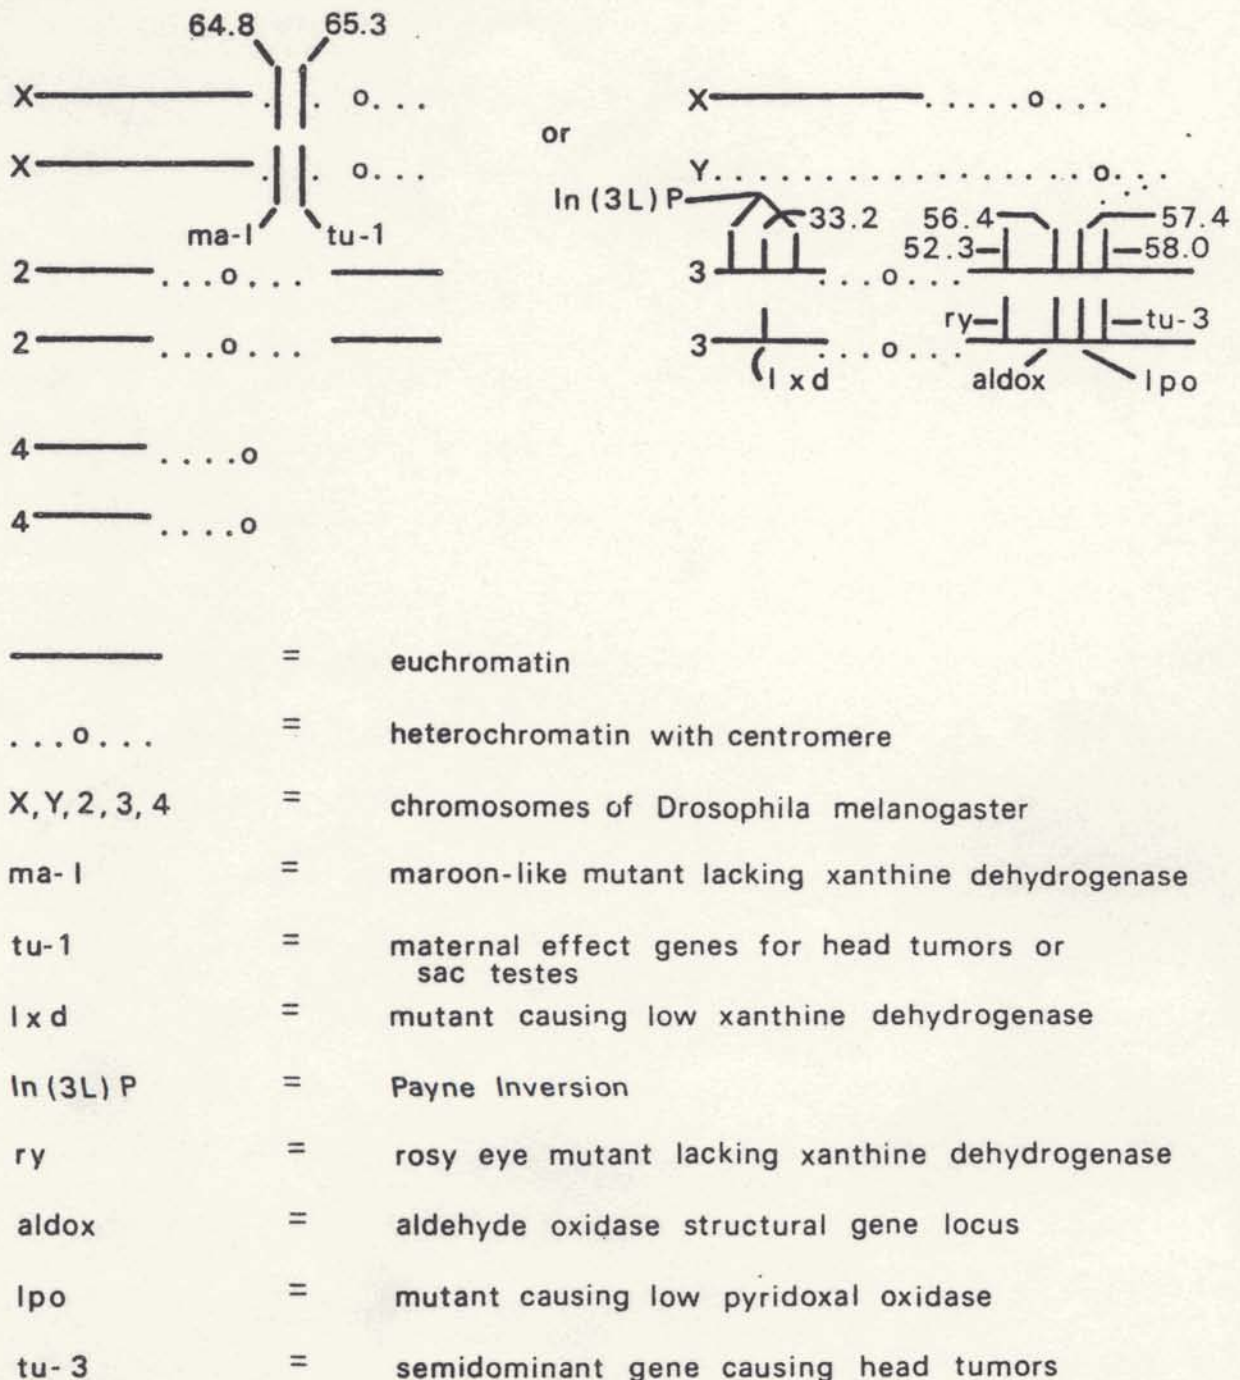 64.8 65.3
X . . o . . .
X . . . . . o . . .
or
X . . o . . .
Y . . . . . . . . . . . . . . . . . . o . . .
In (3L) P
33.2 56.4 57.4
ma-l tu-1
52.3 58.0
2 . . . o . . .
3 . . . o . . .
ry tu-3
2 . . . o . . .
3 . . . o . . .
l x d aldox lpo
4 . . . . o
4 . . . . o
= euchromatin
. . . o . . . = heterochromatin with centromere
X, Y, 2, 3, 4 = chromosomes of Drosophila melanogaster
ma- l = maroon-like mutant lacking xanthine dehydrogenase
tu-1 = maternal effect genes for head tumors or
sac testes
l x d = mutant causing low xanthine dehydrogenase
In (3L) P = Payne Inversion
ry = rosy eye mutant lacking xanthine dehydrogenase
aldox = aldehyde oxidase structural gene locus
lpo = mutant causing low pyridoxal oxidase
tu- 3 = semidominant gene causing head tumors